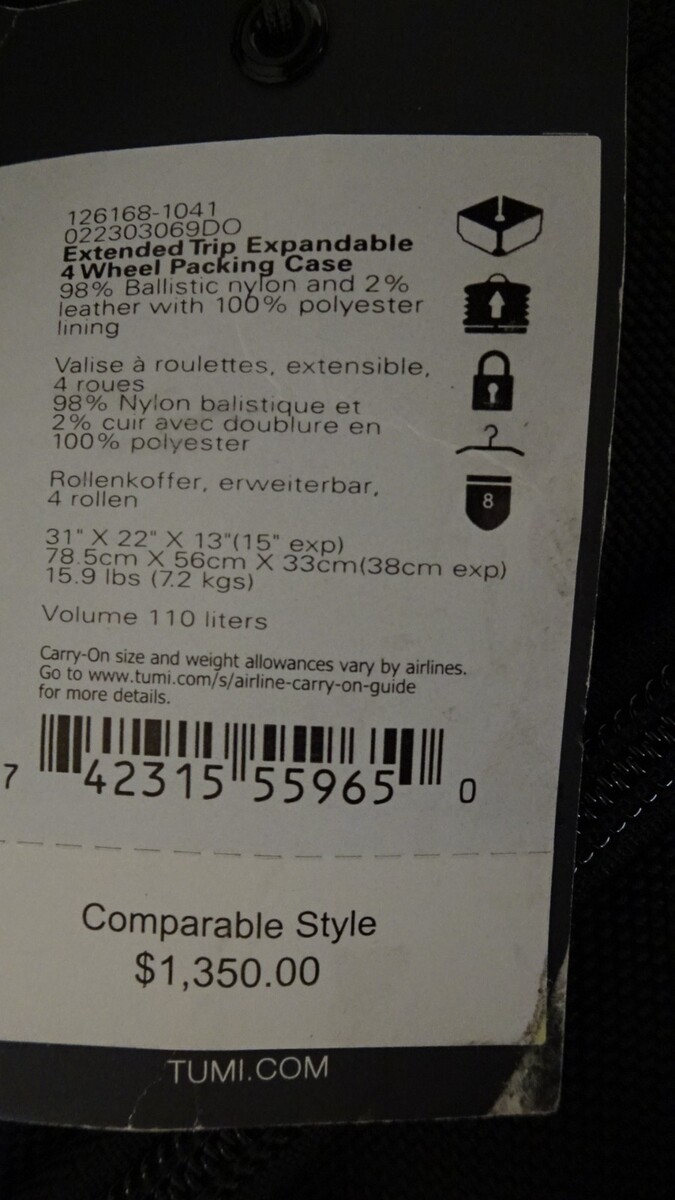 126168-1041
022303069DO
Extended Trip Expandable
4 Wheel Packing Case
98% Ballistic nylon and 2%
leather with 100% polyester
lining
Valise à roulettes, extensible,
4 roues
98% Nylon balistique et
2% cuir avec doublure en
100% polyester
Rollenkoffer, erweiterbar,
4 rollen
8
31" X 22" X 13"(15" exp)
78.5cm X 56cm X 33cm(38cm exp)
15.9 lbs (7.2 kgs)
Volume 110 liters
Carry-On size and weight allowances vary by airlines.
Go to www.tumi.com/s/airline-carry-on-guide
for more details.
7 42315 55965 0
Comparable Style
$1,350.00
TUMI.COM